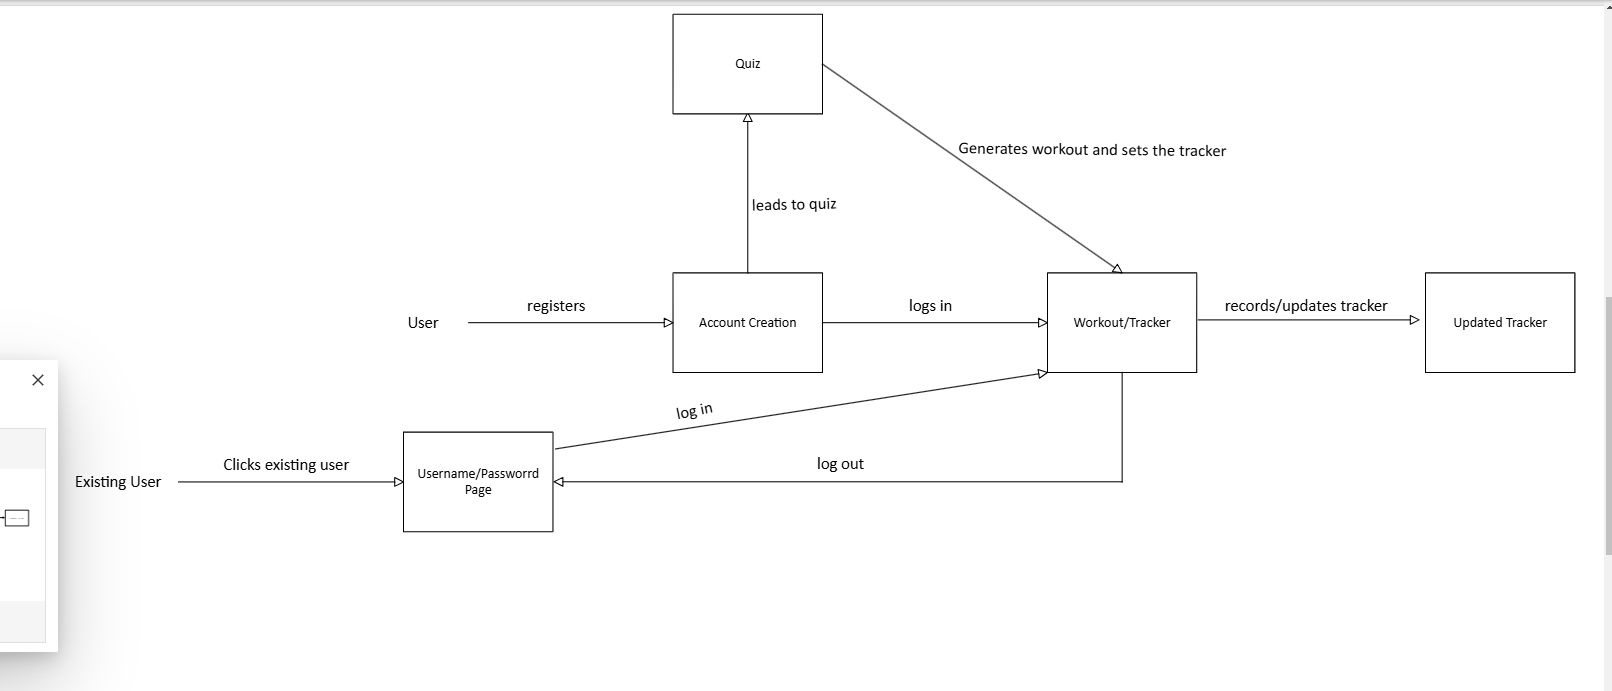 Quiz
Generates workout and sets the tracker
leads to quiz
User
registers
Account Creation
logs in
Workout/Tracker
records/updates tracker
Updated Tracker
log in
Existing User
Clicks existing user
Username/Passworrd
Page
log out